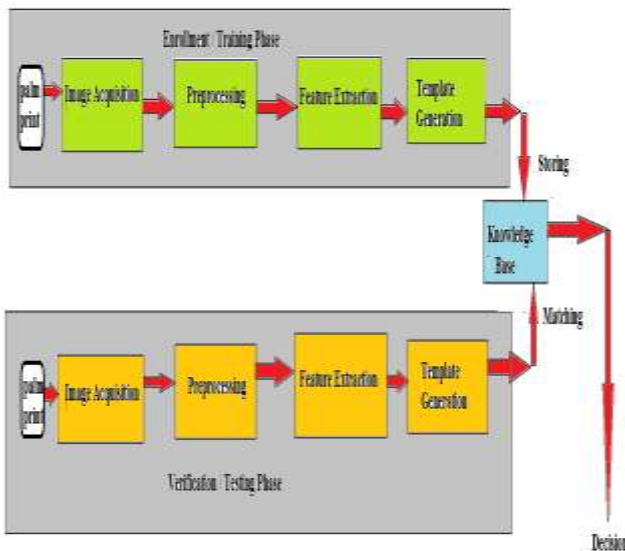 Enrollment / Training Phase
palm
print
Image Acquisition
Preprocessing
Feature Extraction
Template
Generation
Storing
Knowledge
Base
Matching
palm
print
Image Acquisition
Preprocessing
Feature Extraction
Template
Generation
Verification / Testing Phase
Decision